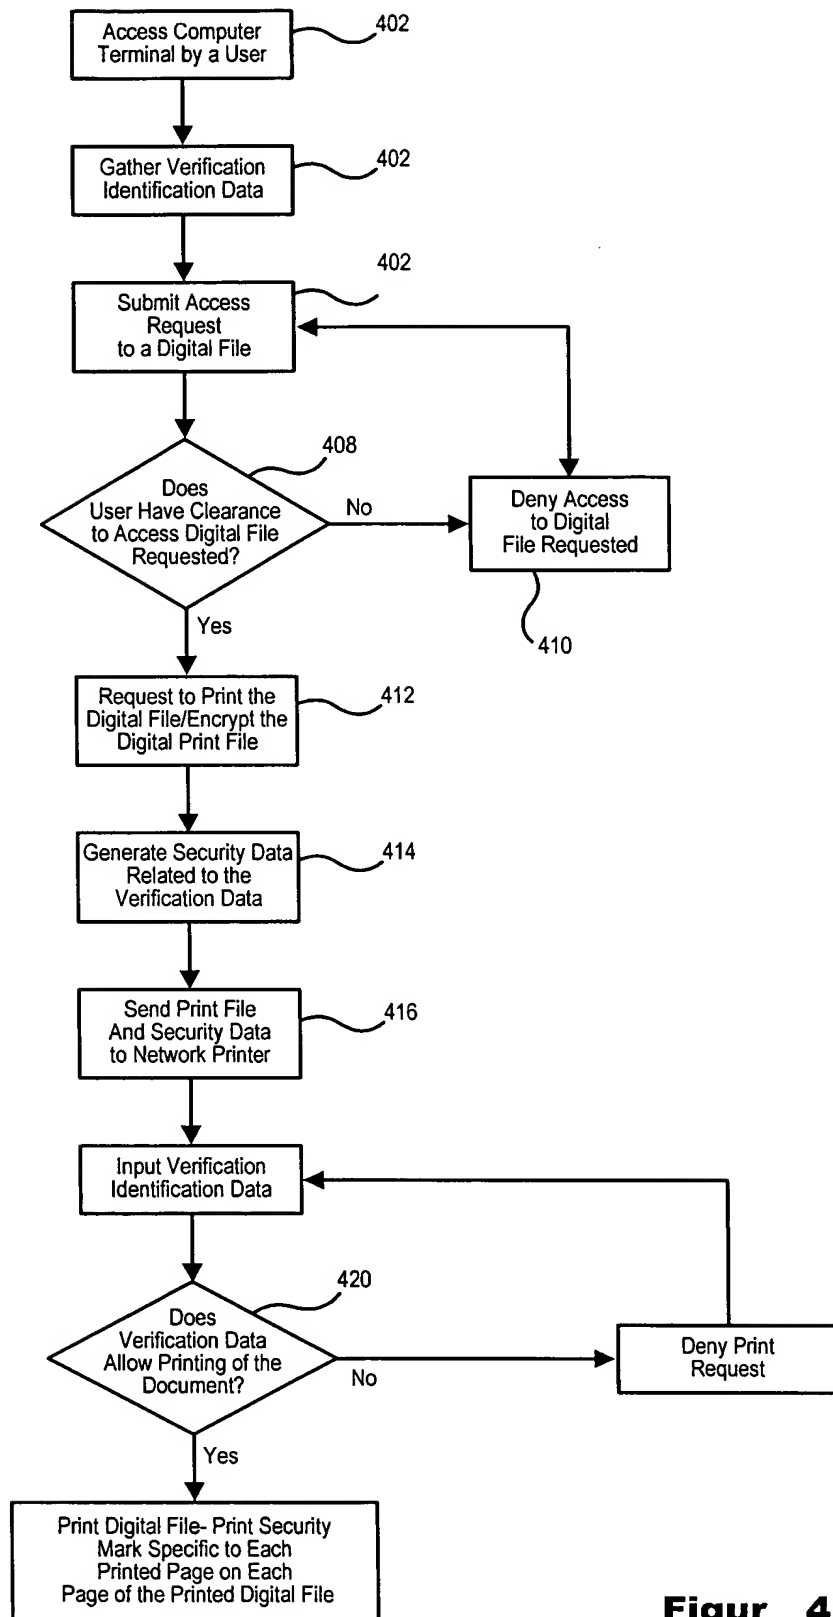 Access Computer
Terminal by a User
402
Gather Verification
Identification Data
402
402
Submit Access
Request
to a Digital File
408
Does
User Have Clearance
to Access Digital File
Requested?
No
Deny Access
to Digital
File Requested
410
Yes
Request to Print the
Digital File/Encrypt the
Digital Print File
412
Generate Security Data
Related to the
Verification Data
414
Send Print File
And Security Data
to Network Printer
416
Input Verification
Identification Data
420
Does
Verification Data
Allow Printing of the
Document?
No
Deny Print
Request
Yes
Print Digital File- Print Security
Mark Specific to Each
Printed Page on Each
Page of the Printed Digital File
Figur 4